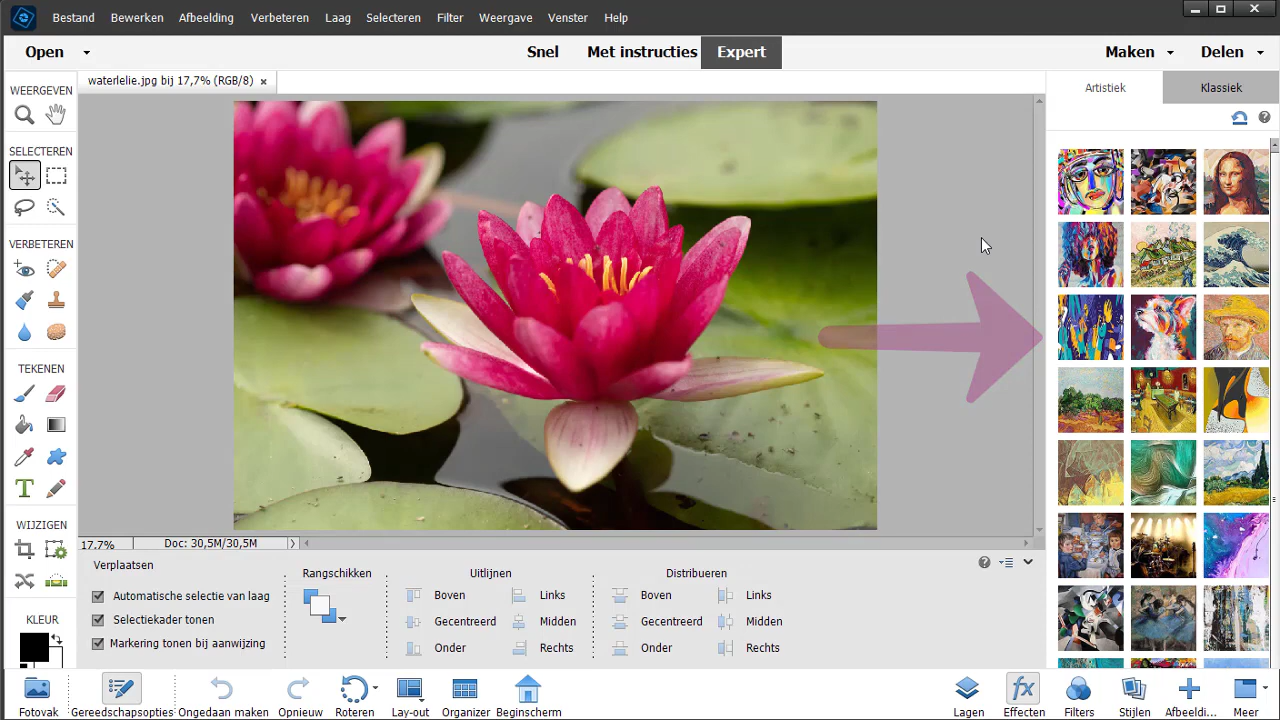 Bestand Bewerken Afbeelding Verbeteren Laag Selecteren Filter Weergave Venster Help
Open Snel Met instructies Expert Maken Delen
waterlelie.jpg bij 17,7% (RGB/8) ×
Artistiek Klassiek
WEERGEVEN
SELECTEREN
VERBETEREN
TEKENEN
WIJZIGEN
KLEUR
17.7% Doc: 30,5M/30,5M
Verplaatsen
Automatische selectie van laag
Selectiekader tonen
Markering tonen bij aanwijzing
Rangschikken
Uitlijnen
Boven Links
Gecentreerd Midden
Onder Rechts
Distribueren
Boven Links
Gecentreerd Midden
Onder Rechts
Fotovak Gereedschapsopties Ongedaan maken Opnieuw Roteren Lay-out Organizer Beginscherm Lagen fx Effecten Filters Stijlen Afbeeldi... Meer